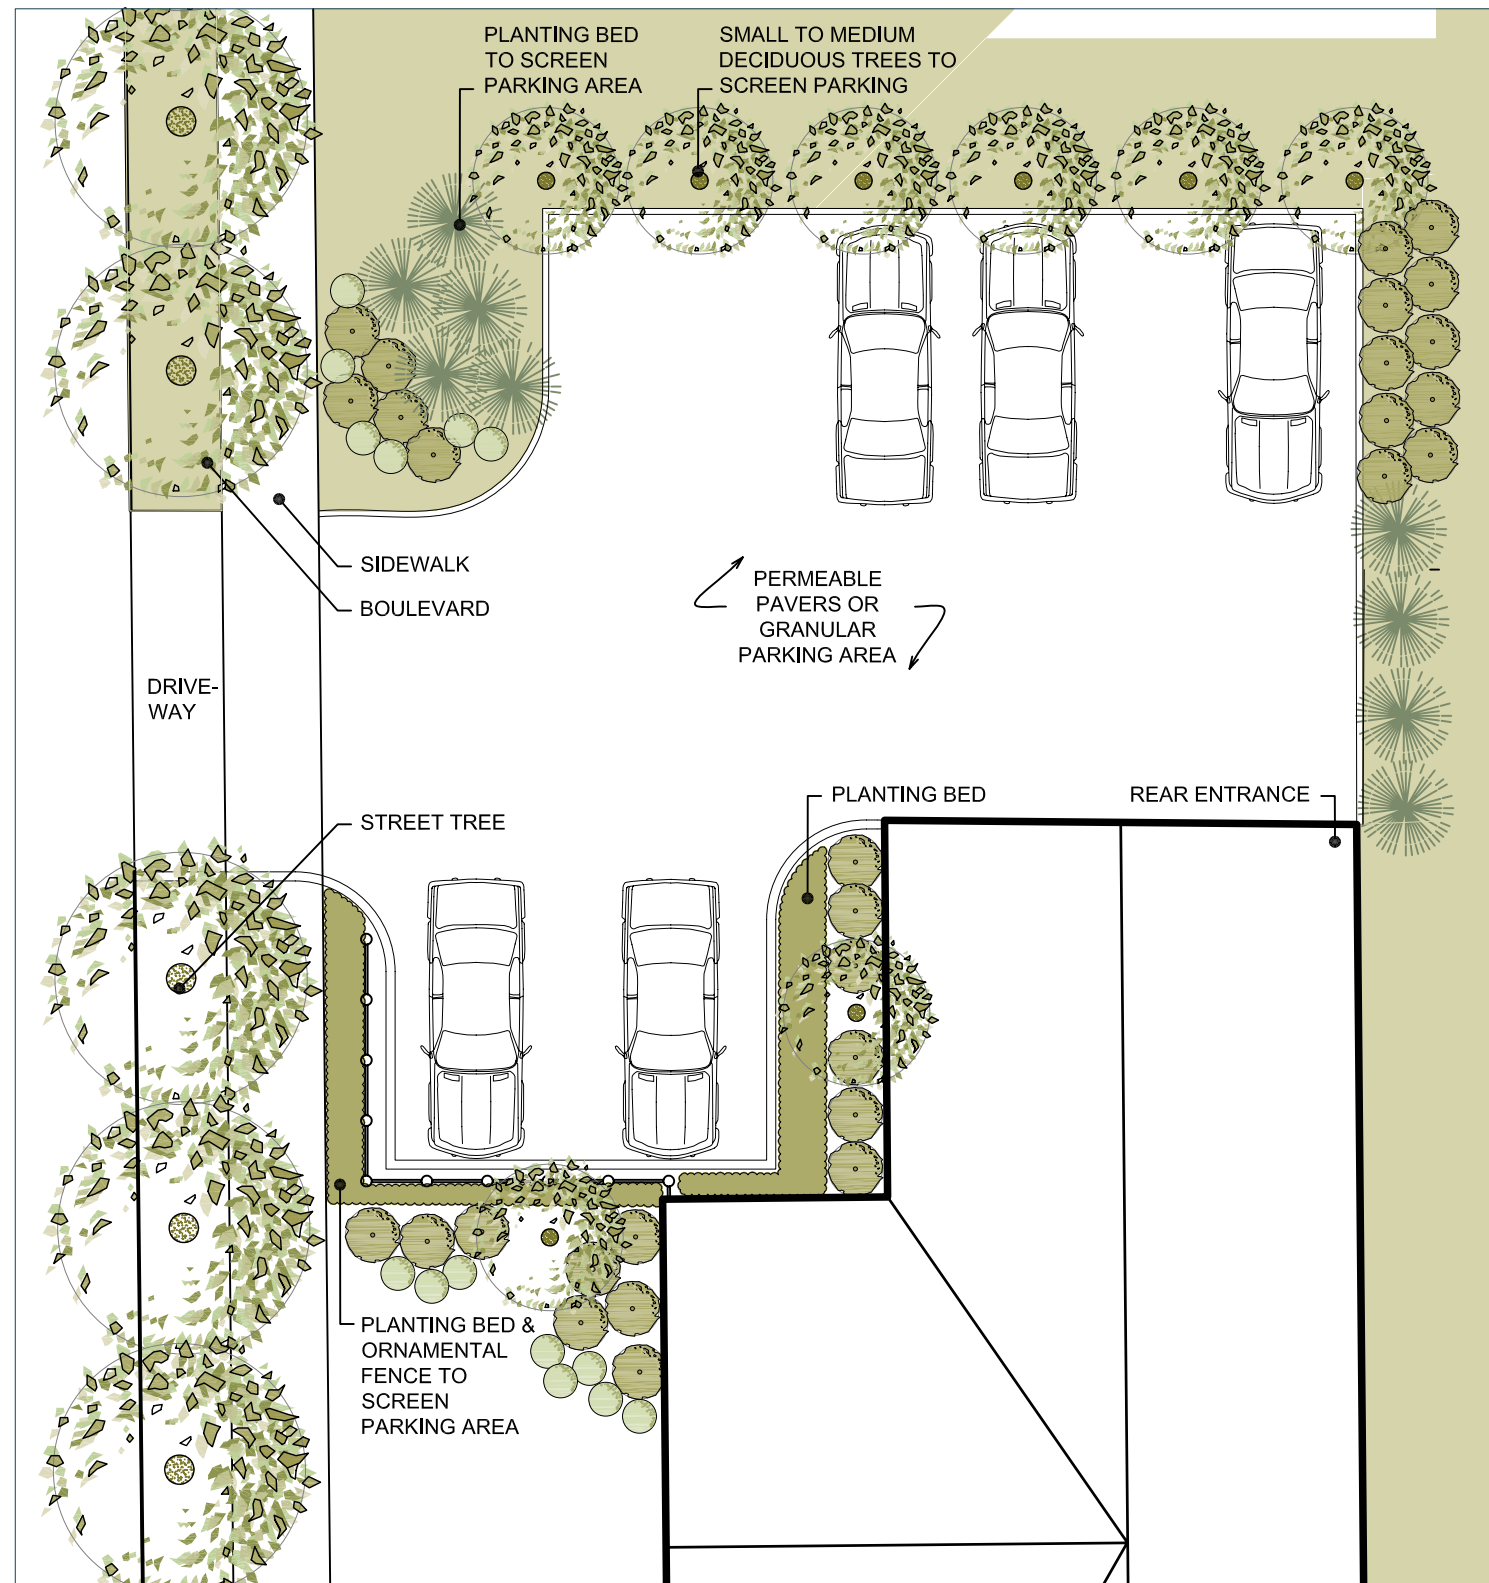 PLANTING BED
TO SCREEN
PARKING AREA
SMALL TO MEDIUM
DECIDUOUS TREES TO
SCREEN PARKING
SIDEWALK
BOULEVARD
PERMEABLE
PAVERS OR
GRANULAR
PARKING AREA
DRIVE-
WAY
PLANTING BED
REAR ENTRANCE
STREET TREE
PLANTING BED &
ORNAMENTAL
FENCE TO
SCREEN
PARKING AREA